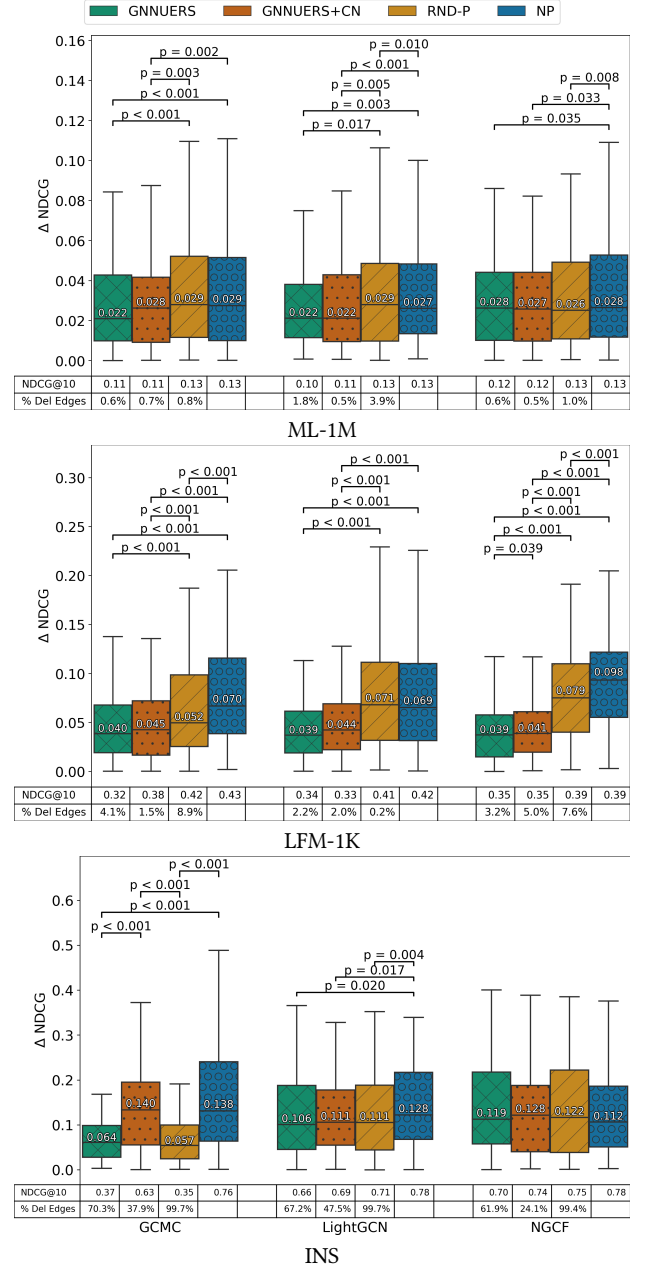 GNNUERS GNNUERS+CN RND-P NP
0.16
0.14
0.12
0.10
0.08
0.06
0.04
0.02
0.00
Δ NDCG
p = 0.002
p = 0.003
p < 0.001
p < 0.001
p = 0.010
p < 0.001
p = 0.005
p = 0.003
p = 0.017
p = 0.008
p = 0.033
p = 0.035
0.022 0.028 0.029 0.029 0.022 0.022 0.029 0.027 0.028 0.027 0.026 0.028
NDCG@10 0.11 0.11 0.13 0.13 0.10 0.11 0.13 0.13 0.12 0.12 0.13 0.13
% Del Edges 0.6% 0.7% 0.8% 1.8% 0.5% 3.9% 0.6% 0.5% 1.0%
ML-1M
0.30
0.25
0.20
0.15
0.10
0.05
0.00
Δ NDCG
p < 0.001
p < 0.001
p < 0.001
p < 0.001
p < 0.001
p < 0.001
p < 0.001
p < 0.001
p < 0.001
p < 0.001
p < 0.001
p < 0.001
p < 0.001
p < 0.001
p = 0.039
0.040 0.045 0.052 0.070 0.039 0.044 0.071 0.069 0.039 0.041 0.079 0.098
NDCG@10 0.32 0.38 0.42 0.43 0.34 0.33 0.41 0.42 0.35 0.35 0.39 0.39
% Del Edges 4.1% 1.5% 8.9% 2.2% 2.0% 0.2% 3.2% 5.0% 7.6%
LFM-1K
0.6
0.5
0.4
0.3
0.2
0.1
0.0
Δ NDCG
p < 0.001
p < 0.001
p < 0.001
p < 0.001
p = 0.004
p = 0.017
p = 0.020
0.064 0.140 0.057 0.138 0.106 0.111 0.111 0.128 0.119 0.128 0.122 0.112
NDCG@10 0.37 0.63 0.35 0.76 0.66 0.69 0.71 0.78 0.70 0.74 0.75 0.78
% Del Edges 70.3% 37.9% 99.7% 67.2% 47.5% 99.7% 61.9% 24.1% 99.4%
GCMC LightGCN NGCF
INS